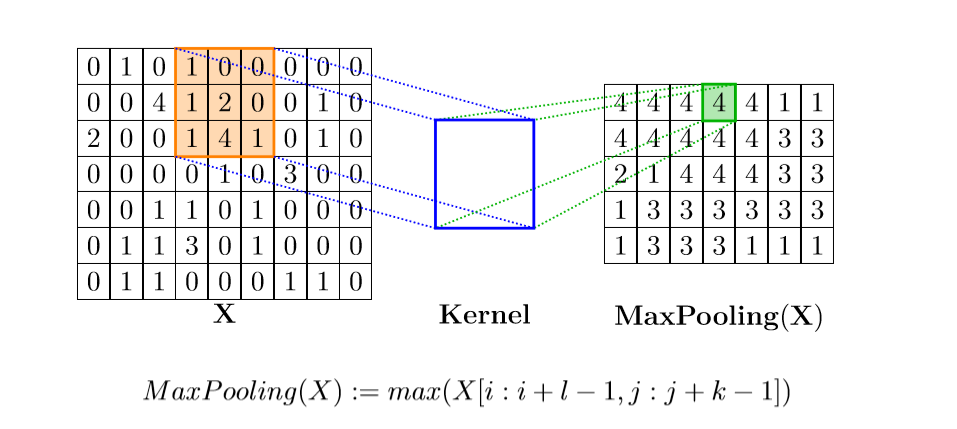 0 1 0 1 0 0 0 0 0
0 0 4 1 2 0 0 1 0
2 0 0 1 4 1 0 1 0
0 0 0 0 1 0 3 0 0
0 0 1 1 0 1 0 0 0
0 1 1 3 0 1 0 0 0
0 1 1 0 0 0 1 1 0
X
Kernel
4 4 4 4 4 1 1
4 4 4 4 4 3 3
2 1 4 4 4 3 3
1 3 3 3 3 3 3
1 3 3 3 1 1 1
MaxPooling(X)
MaxPooling(X) := max(X[i : i + l − 1, j : j + k − 1])